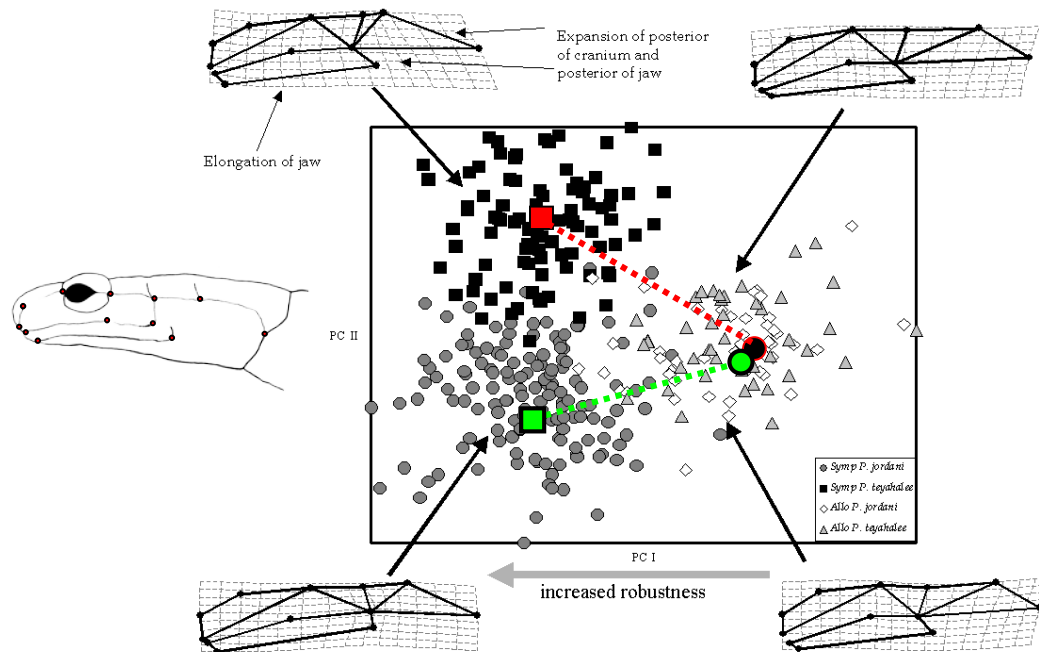 Expansion of posterior
of cranium and
posterior of jaw
Elongation of jaw
PC II
Symp P. jordani
Symp P. teyahalee
Allo P. jordani
Allo P. teyahalee
PC I
increased robustness